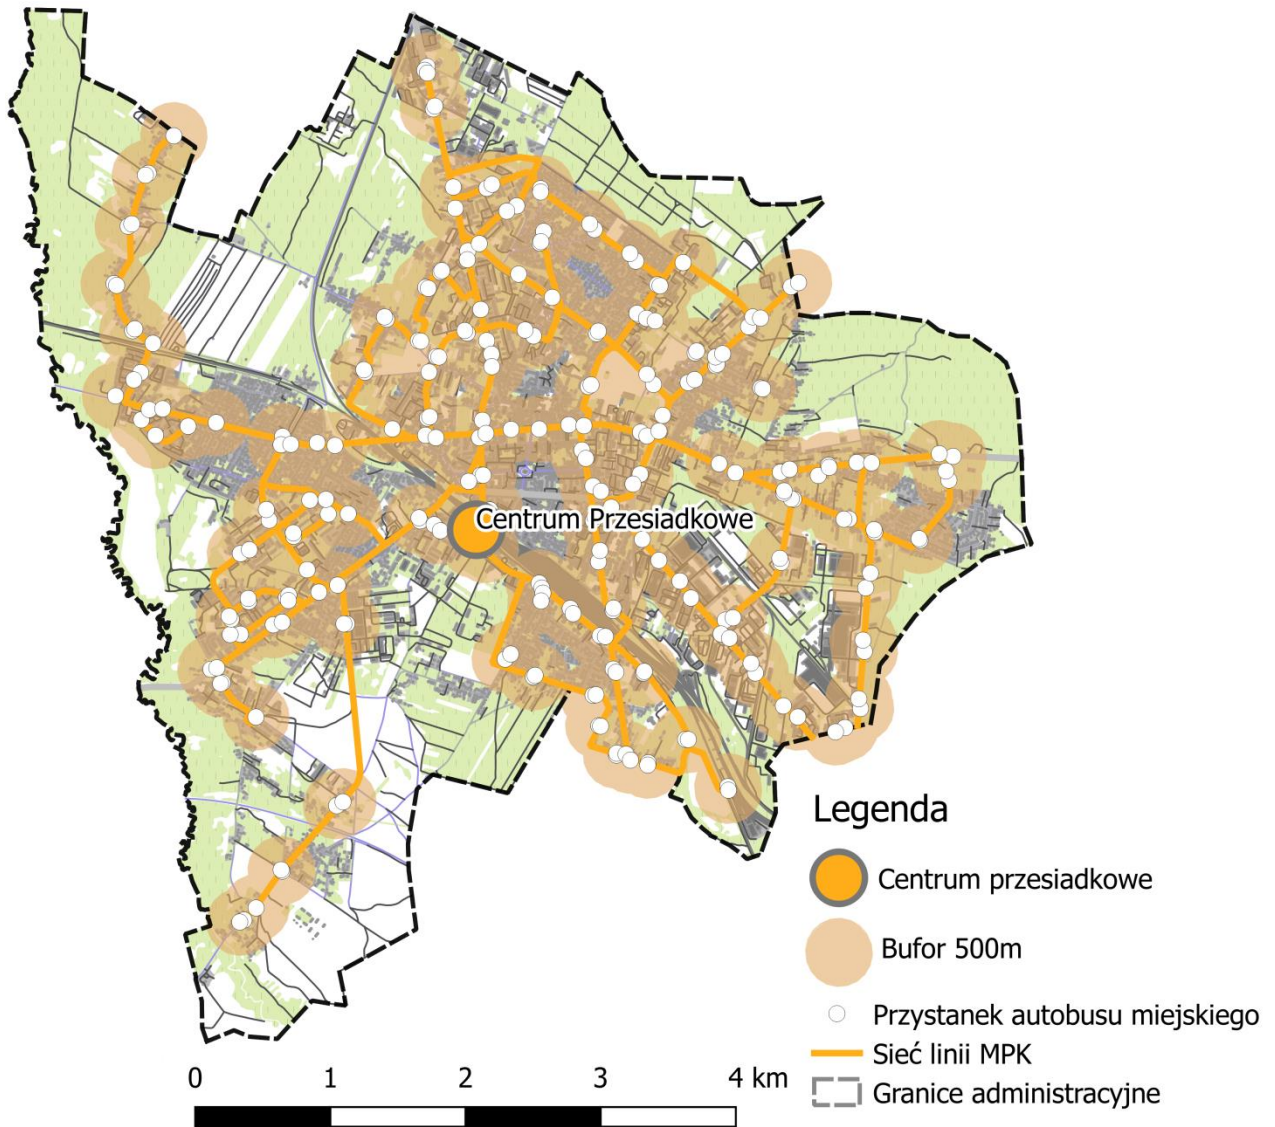 Centrum Przesiadkowe
Legenda
Centrum przesiadkowe
Bufor 500m
Przystanek autobusu miejskiego
Sieć linii MPK
Granice administracyjne
0 1 2 3 4 km